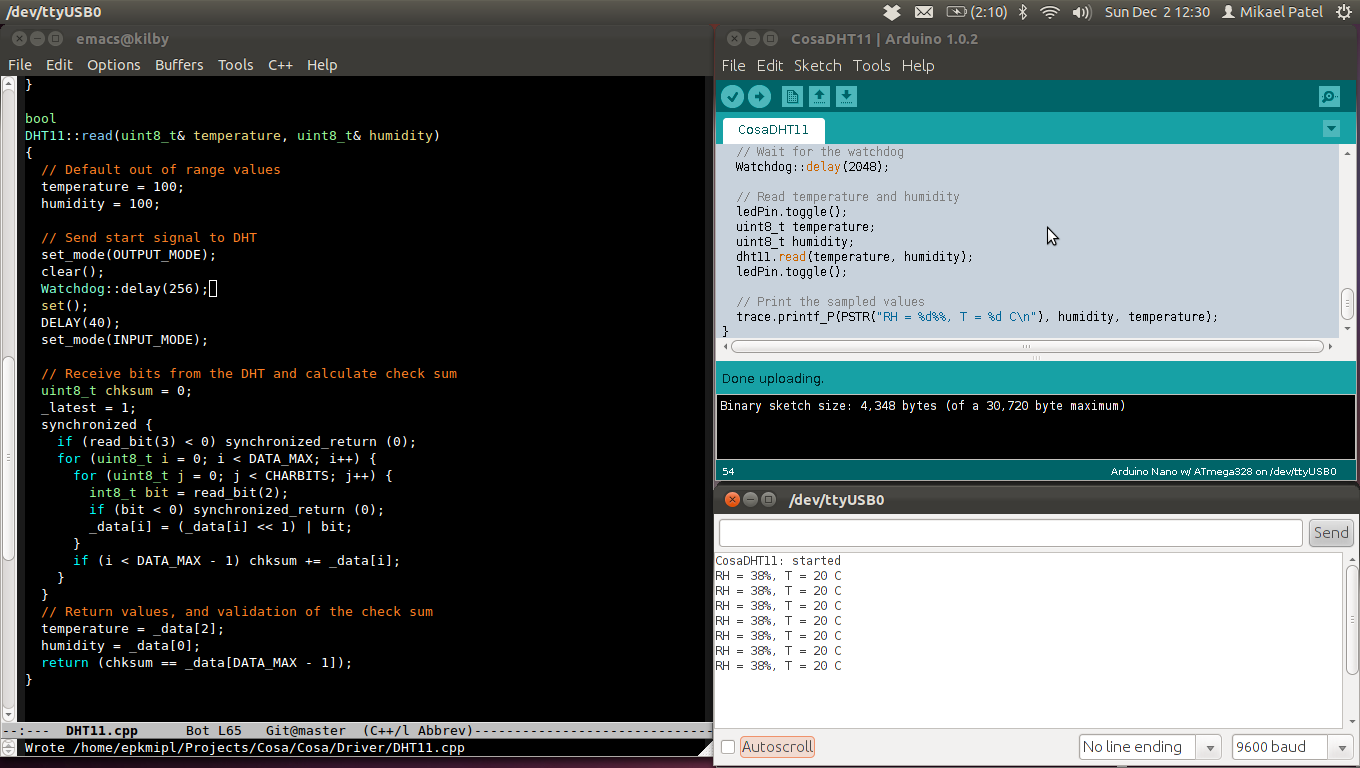 /dev/ttyUSB0
(2:10)
Sun Dec 2 12:30
Mikael Patel
emacs@kilby
File Edit Options Buffers Tools C++ Help
}
bool
DHT11::read(uint8_t& temperature, uint8_t& humidity)
{
// Default out of range values
temperature = 100;
humidity = 100;
// Send start signal to DHT
set_mode(OUTPUT_MODE);
clear();
Watchdog::delay(256);
set();
DELAY(40);
set_mode(INPUT_MODE);
// Receive bits from the DHT and calculate check sum
uint8_t chksum = 0;
_latest = 1;
synchronized {
if (read_bit(3) < 0) synchronized_return (0);
for (uint8_t i = 0; i < DATA_MAX; i++) {
for (uint8_t j = 0; j < CHARBITS; j++) {
int8_t bit = read_bit(2);
if (bit < 0) synchronized_return (0);
_data[i] = (_data[i] << 1) | bit;
}
if (i < DATA_MAX - 1) chksum += _data[i];
}
}
// Return values, and validation of the check sum
temperature = _data[2];
humidity = _data[0];
return (chksum == _data[DATA_MAX - 1]);
}
--:--- DHT11.cpp Bot L65 Git@master (C++/l Abbrev)------------------------------
Wrote /home/epkmipl/Projects/Cosa/Cosa/Driver/DHT11.cpp
CosaDHT11 | Arduino 1.0.2
File Edit Sketch Tools Help
CosaDHT11
// Wait for the watchdog
Watchdog::delay(2048);
// Read temperature and humidity
ledPin.toggle();
uint8_t temperature;
uint8_t humidity;
dht11.read(temperature, humidity);
ledPin.toggle();
// Print the sampled values
trace.printf_P(PSTR("RH = %d%%, T = %d C\n"), humidity, temperature);
}
Done uploading.
Binary sketch size: 4,348 bytes (of a 30,720 byte maximum)
54
Arduino Nano w/ ATmega328 on /dev/ttyUSB0
/dev/ttyUSB0
Send
CosaDHT11: started
RH = 38%, T = 20 C
RH = 38%, T = 20 C
RH = 38%, T = 20 C
RH = 38%, T = 20 C
RH = 38%, T = 20 C
RH = 38%, T = 20 C
RH = 38%, T = 20 C
Autoscroll
No line ending
9600 baud